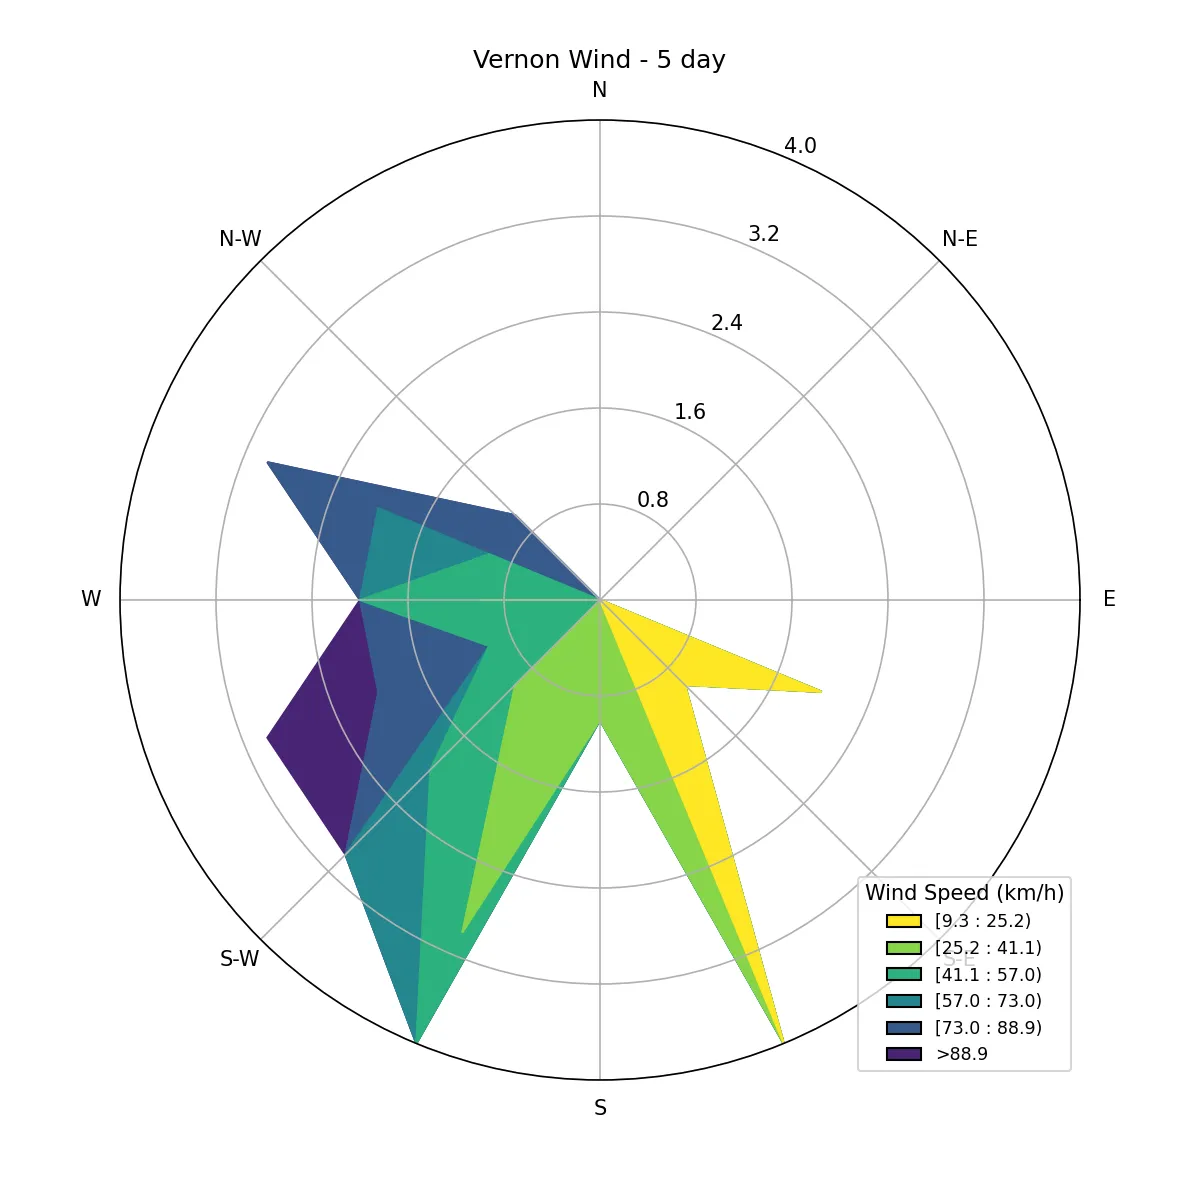 Vernon Wind - 5 day
N
4.0
N-W
3.2
N-E
2.4
1.6
0.8
W
E
Wind Speed (km/h)
[9.3 : 25.2)
[25.2 : 41.1)
S-W
S-E
[41.1 : 57.0)
[57.0 : 73.0)
[73.0 : 88.9)
>88.9
S